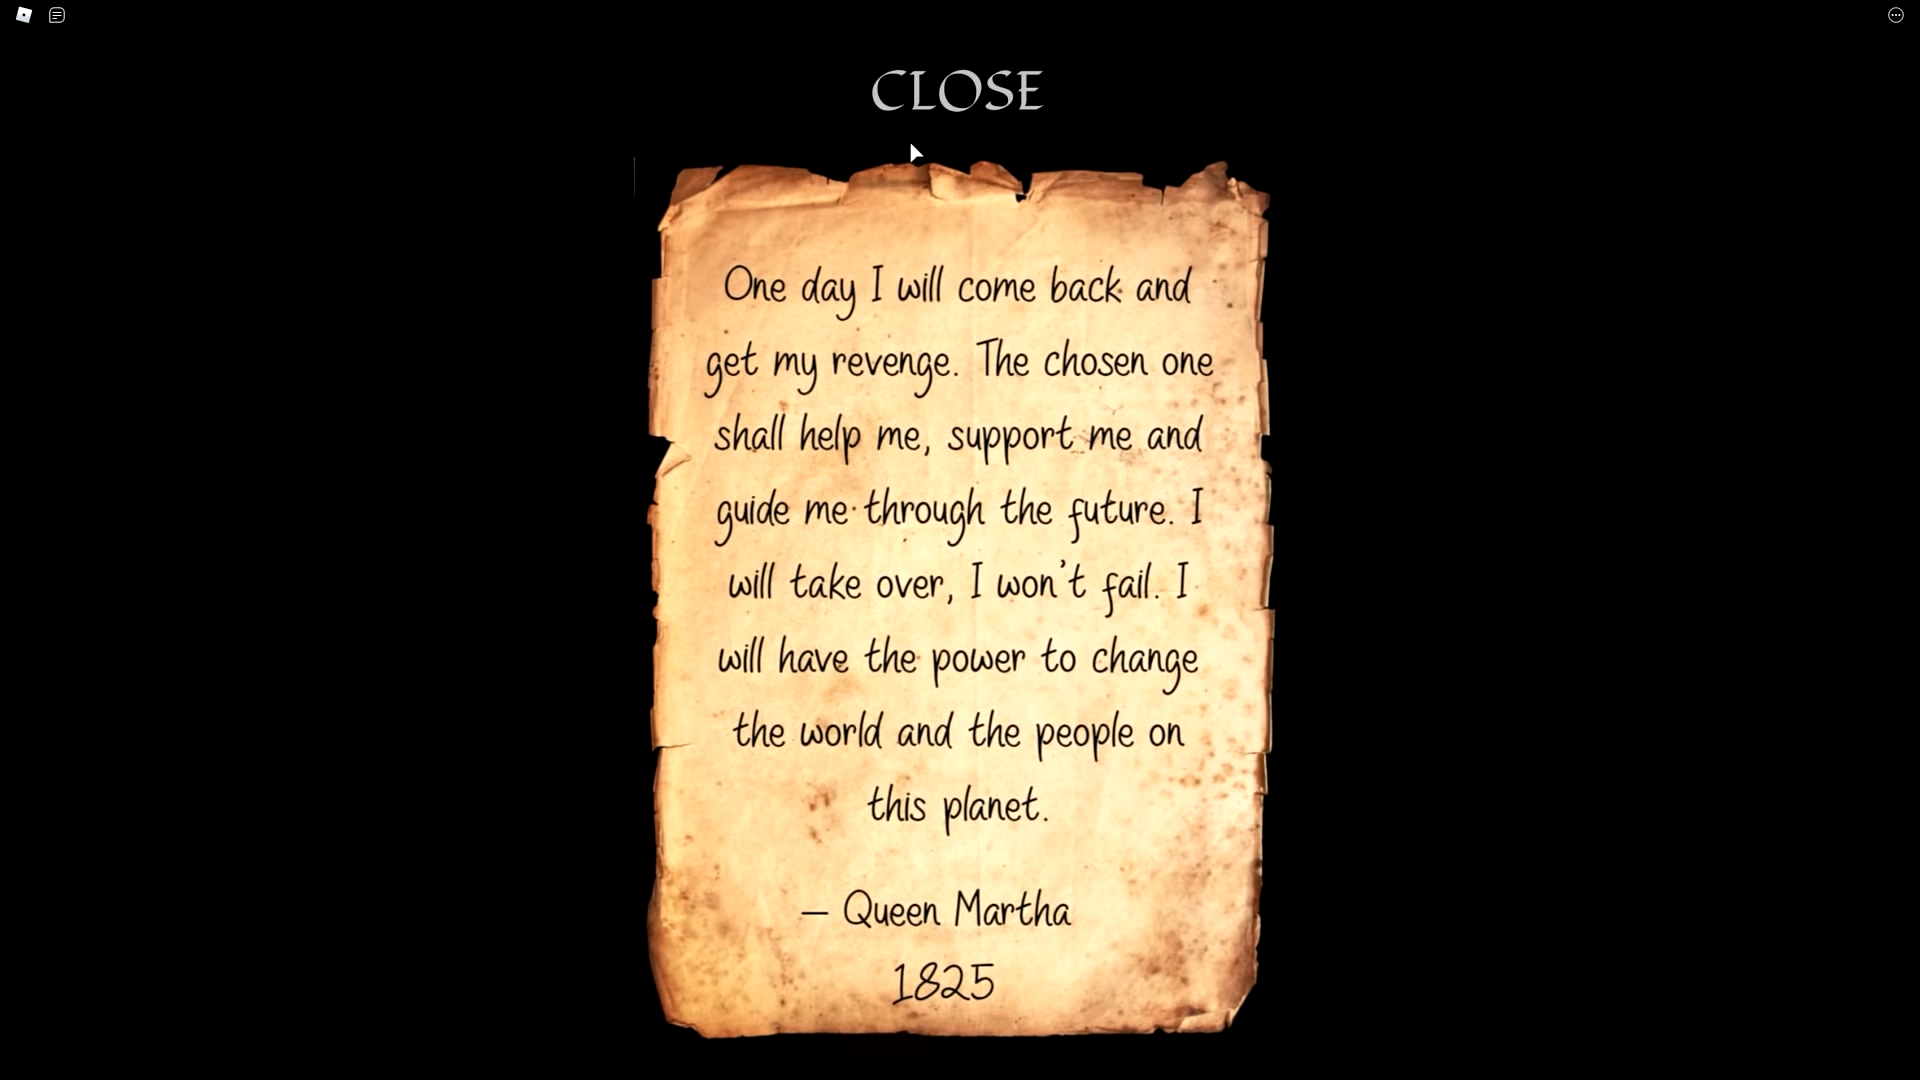 CLOSE
One day I will come back and
get my revenge. The chosen one
shall help me, support me and
guide me through the future. I
will take over, I won't fail. I
will have the power to change
the world and the people on
this planet.
– Queen Martha
1825